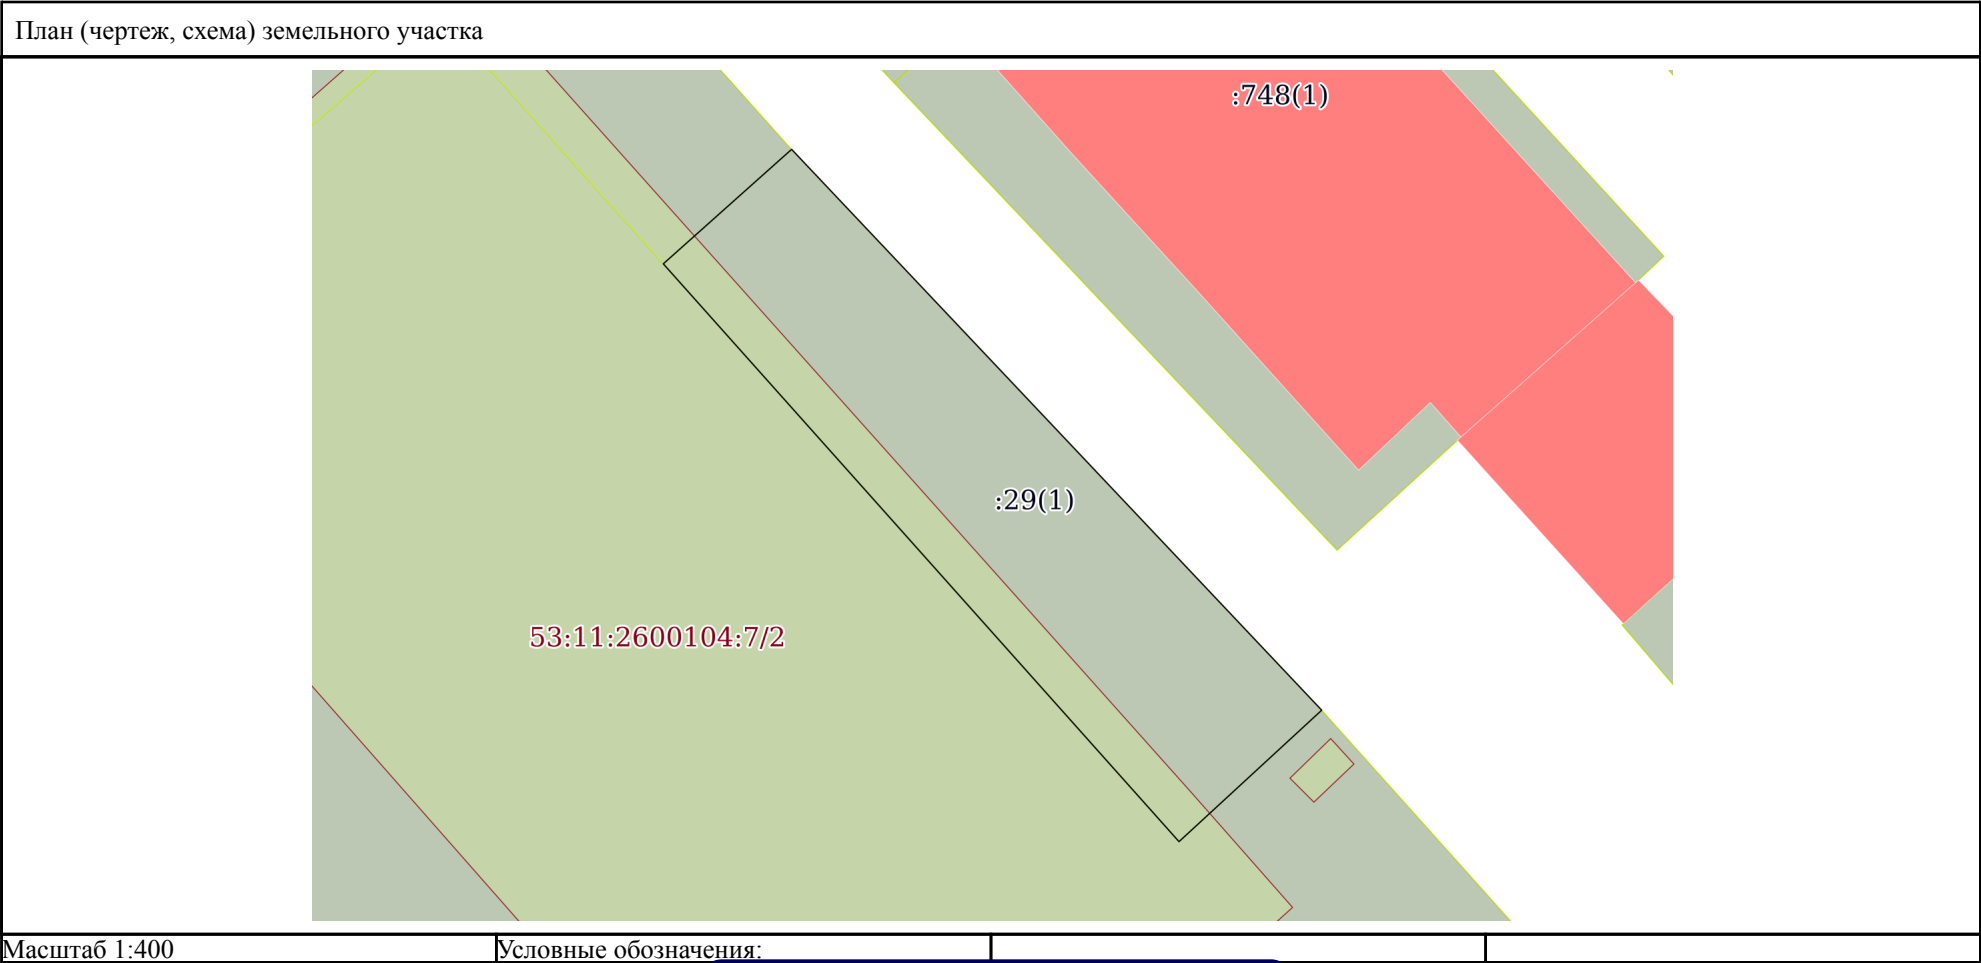 План (чертеж, схема) земельного участка
:748(1)
:29(1)
53:11:2600104:7/2
Масштаб 1:400
Условные обозначения: